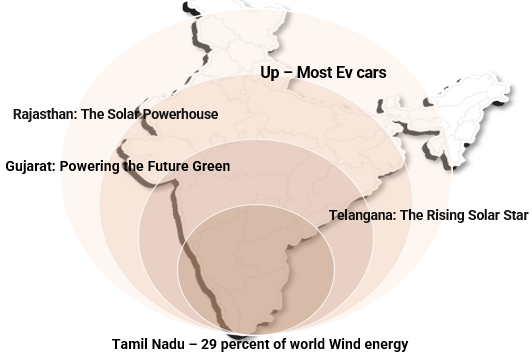 Up – Most Ev cars
Rajasthan: The Solar Powerhouse
Gujarat: Powering the Future Green
Telangana: The Rising Solar Star
Tamil Nadu – 29 percent of world Wind energy